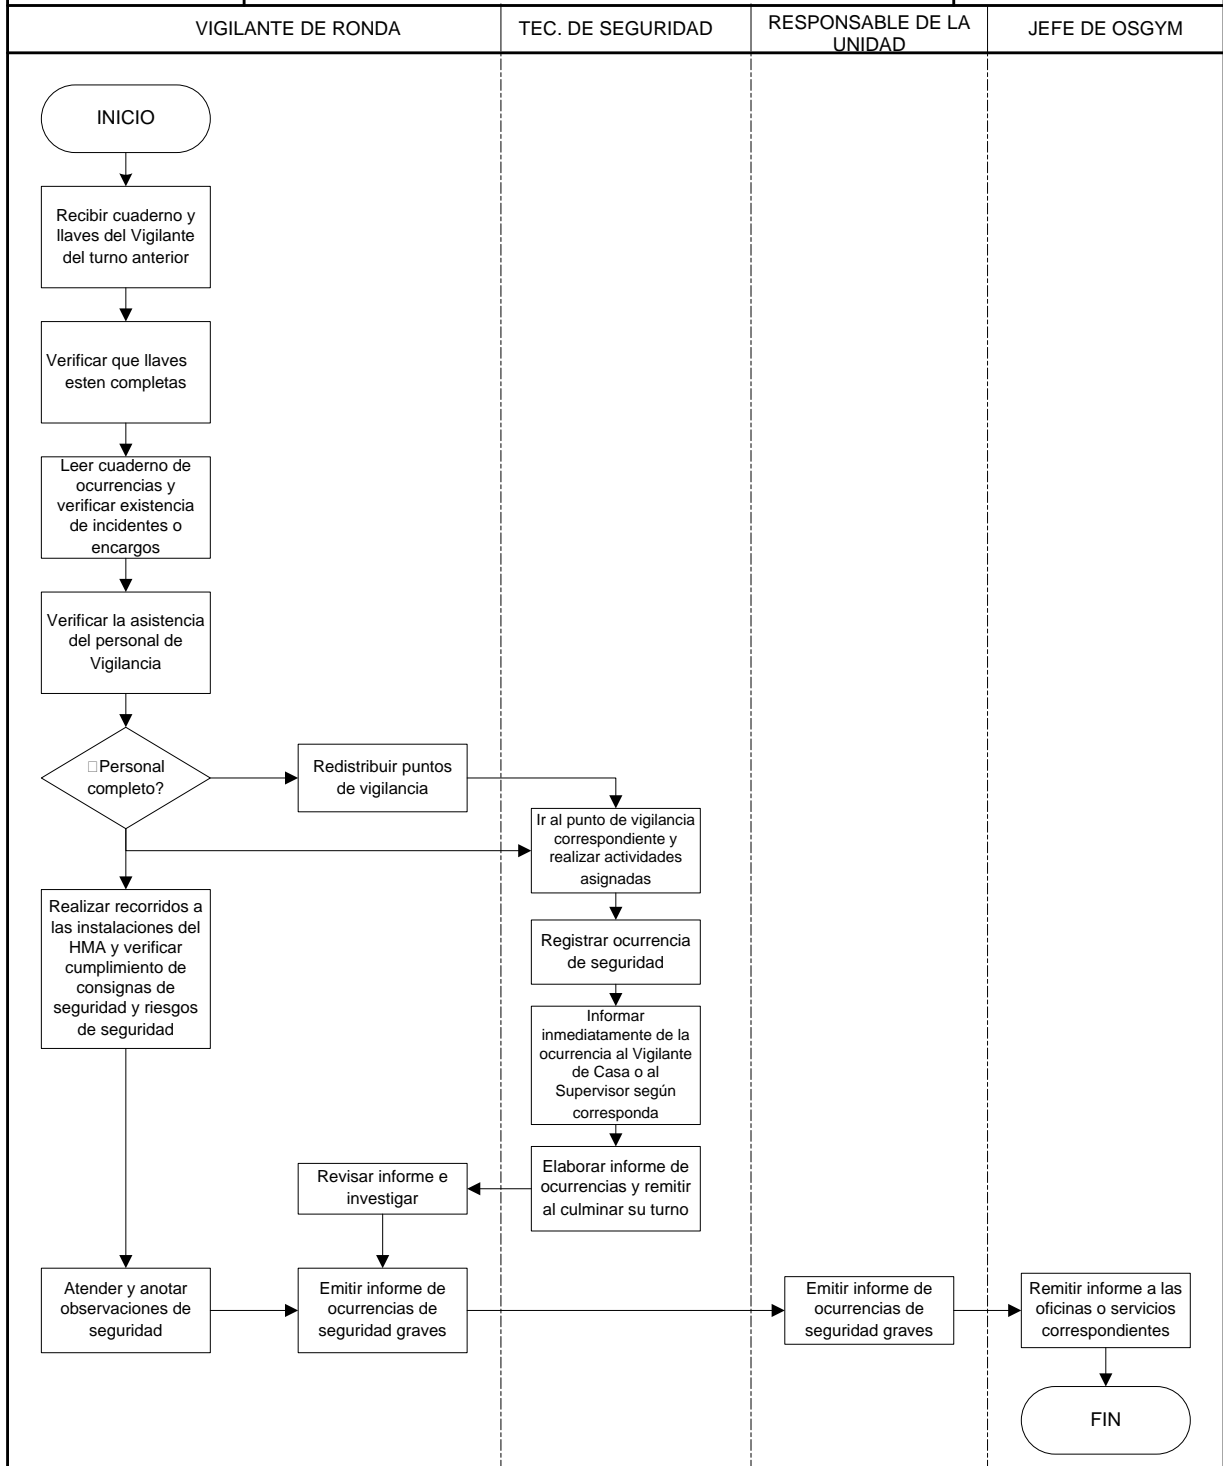 VIGILANTE DE RONDA
TEC. DE SEGURIDAD
RESPONSABLE DE LA
UNIDAD
JEFE DE OSGYM
INICIO
Recibir cuaderno y
llaves del Vigilante
del turno anterior
Verificar que llaves
esten completas
Leer cuaderno de
ocurrencias y
verificar existencia
de incidentes o
encargos
Verificar la asistencia
del personal de
Vigilancia
□Personal
completo?
Redistribuir puntos
de vigilancia
Ir al punto de vigilancia
correspondiente y
realizar actividades
asignadas
Realizar recorridos a
las instalaciones del
HMA y verificar
cumplimiento de
consignas de
seguridad y riesgos
de seguridad
Registrar ocurrencia
de seguridad
Informar
inmediatamente de la
ocurrencia al Vigilante
de Casa o al
Supervisor según
corresponda
Elaborar informe de
ocurrencias y remitir
al culminar su turno
Revisar informe e
investigar
Atender y anotar
observaciones de
seguridad
Emitir informe de
ocurrencias de
seguridad graves
Emitir informe de
ocurrencias de
seguridad graves
Remitir informe a las
oficinas o servicios
correspondientes
FIN